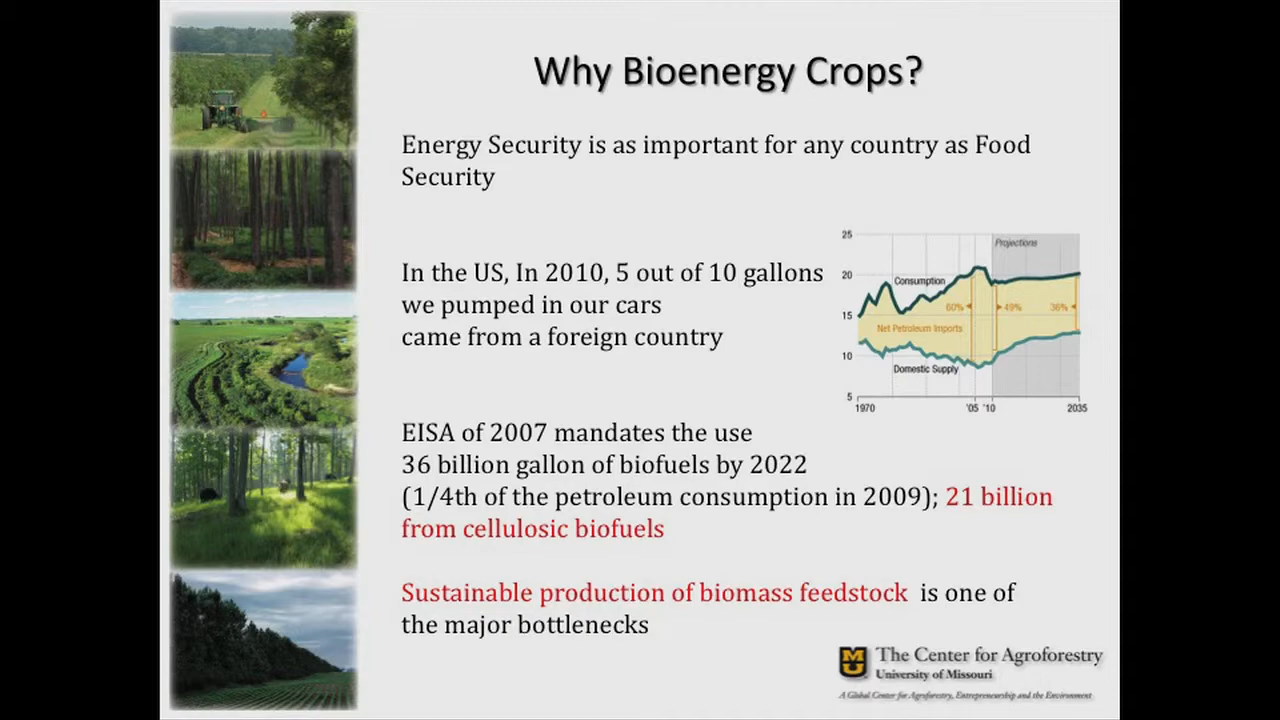 Why Bioenergy Crops?
Energy Security is as important for any country as Food
Security
In the US, In 2010, 5 out of 10 gallons
we pumped in our cars
came from a foreign country
25
Projections
20
Consumption
60%
49%
36%
15
Net Petroleum Imports
10
Domestic Supply
5
1970
'05 '10
2035
EISA of 2007 mandates the use
36 billion gallon of biofuels by 2022
(1/4th of the petroleum consumption in 2009); 21 billion
from cellulosic biofuels
Sustainable production of biomass feedstock is one of
the major bottlenecks
The Center for Agroforestry
University of Missouri
A Global Center for Agroforestry, Entrepreneurship and the Environment